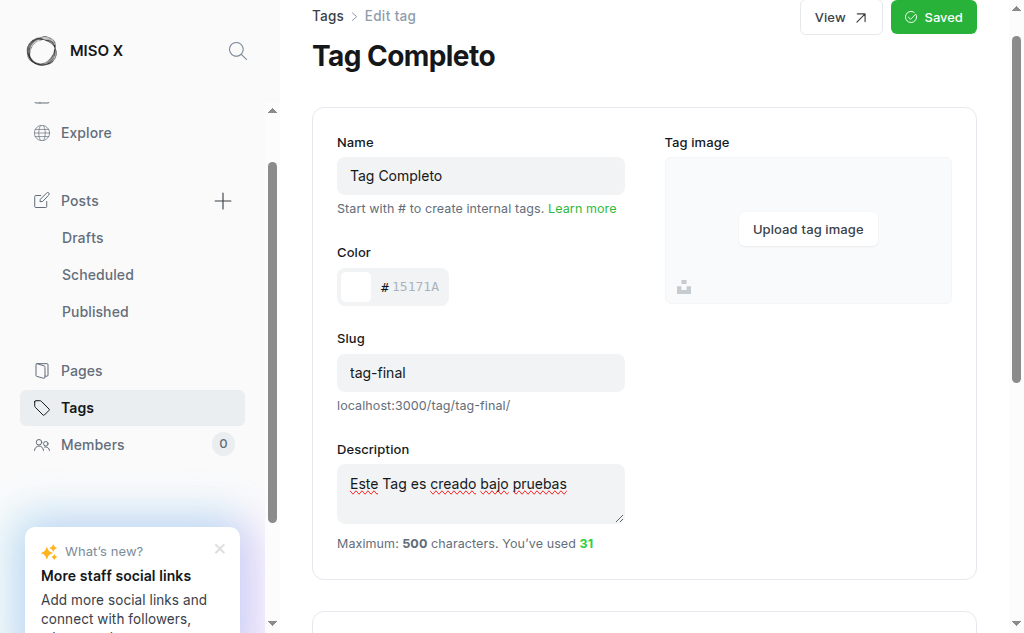 MISO X
Explore
Posts
Drafts
Scheduled
Published
Pages
Tags
Members
0
What's new?
More staff social links
Add more social links and
connect with followers,
Tags > Edit tag
View
Saved
Tag Completo
Name
Tag Completo
Start with # to create internal tags. Learn more
Color
# 15171A
Slug
tag-final
localhost:3000/tag/tag-final/
Description
Este Tag es creado bajo pruebas
Maximum: 500 characters. You've used 31
Tag image
Upload tag image